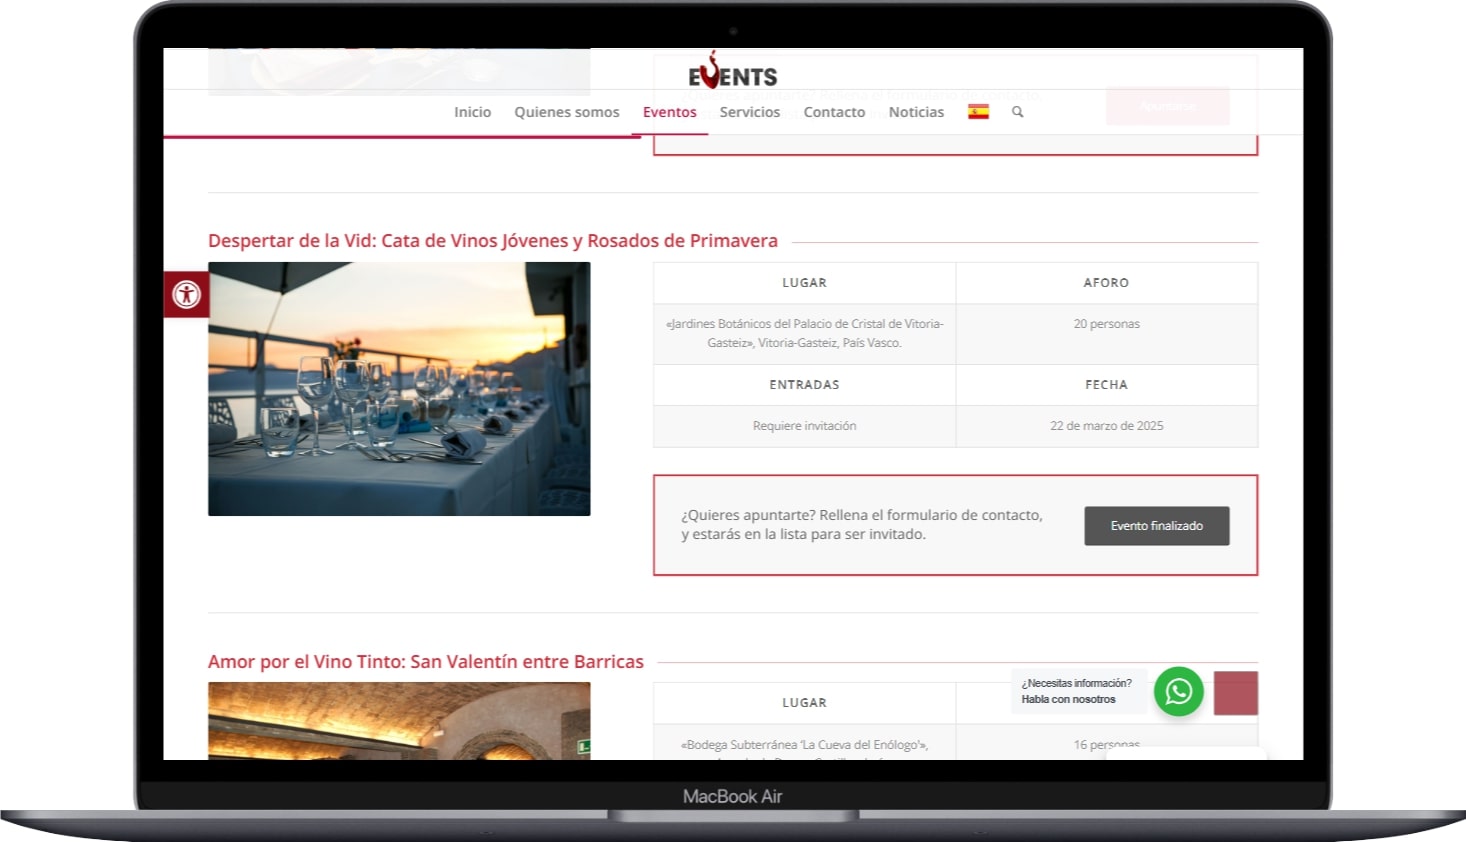 EVENTS
Inicio Quienes somos Eventos Servicios Contacto Noticias
Apuntarse
Despertar de la Vid: Cata de Vinos Jóvenes y Rosados de Primavera
LUGAR AFORO
«Jardines Botánicos del Palacio de Cristal de Vitoria- 20 personas
Gasteiz», Vitoria-Gasteiz, País Vasco.
ENTRADAS FECHA
Requiere invitación 22 de marzo de 2025
¿Quieres apuntarte? Rellena el formulario de contacto,
y estarás en la lista para ser invitado.
Evento finalizado
Amor por el Vino Tinto: San Valentín entre Barricas
LUGAR
«Bodega Subterránea ‘La Cueva del Enólogo’», 16 personas
¿Necesitas información?
Habla con nosotros
MacBook Air